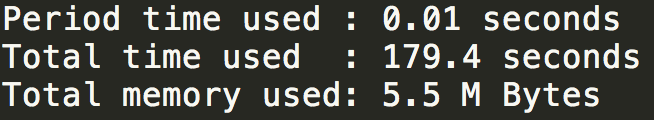 Period time used : 0.01 seconds
Total time used  : 179.4 seconds
Total memory used: 5.5 M Bytes